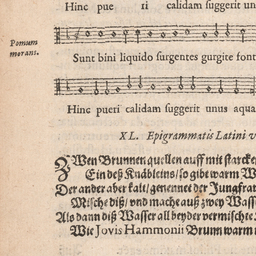 Hinc pue ri calidam suggerit un
Pomum
morans.
Sunt bini liquido surgentes gurgite font
Hinc pueri calidam suggerit unus aqua
XL. Epigrammatis Latini v
ZWen Brunnen quellen auff mit starcke
Ein deß Knäbleins/ so gibt warm W
Der ander aber kalt/ genennet der Jungfra
Mische diß/ vnd mache auß zwey Wass
Als dann diß Wasser all beyder vermischte
Wie Jovis Hammonii Brunn warm